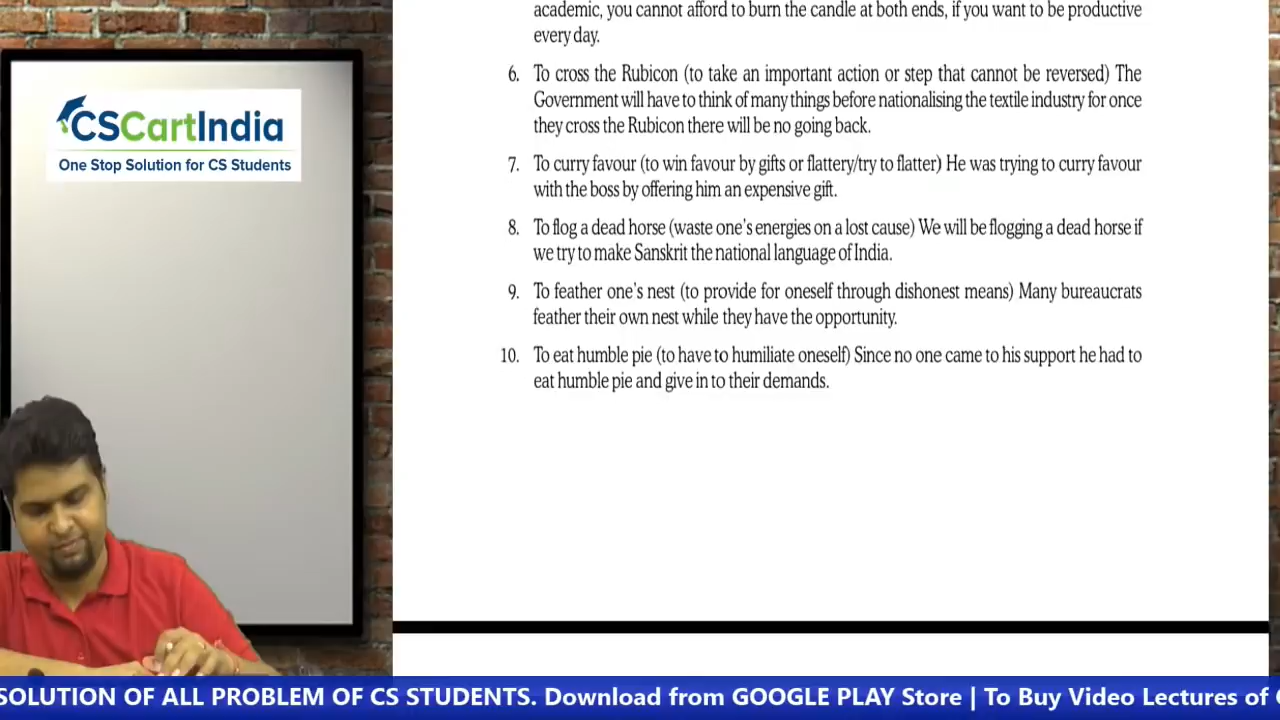 CSCartIndia
One Stop Solution for CS Students
academic, you cannot afford to burn the candle at both ends, if you want to be productive
every day.
6. To cross the Rubicon (to take an important action or step that cannot be reversed) The
Government will have to think of many things before nationalising the textile industry for once
they cross the Rubicon there will be no going back.
7. To curry favour (to win favour by gifts or flattery/try to flatter) He was trying to curry favour
with the boss by offering him an expensive gift.
8. To flog a dead horse (waste one's energies on a lost cause) We will be flogging a dead horse if
we try to make Sanskrit the national language of India.
9. To feather one's nest (to provide for oneself through dishonest means) Many bureaucrats
feather their own nest while they have the opportunity.
10. To eat humble pie (to have to humiliate oneself) Since no one came to his support he had to
eat humble pie and give in to their demands.
SOLUTION OF ALL PROBLEM OF CS STUDENTS. Download from GOOGLE PLAY Store | To Buy Video Lectures of